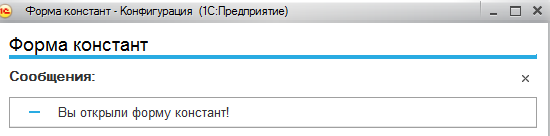 Форма констант - Конфигурация (1С:Предприятие)
Форма констант
Сообщения:
Вы открыли форму констант!